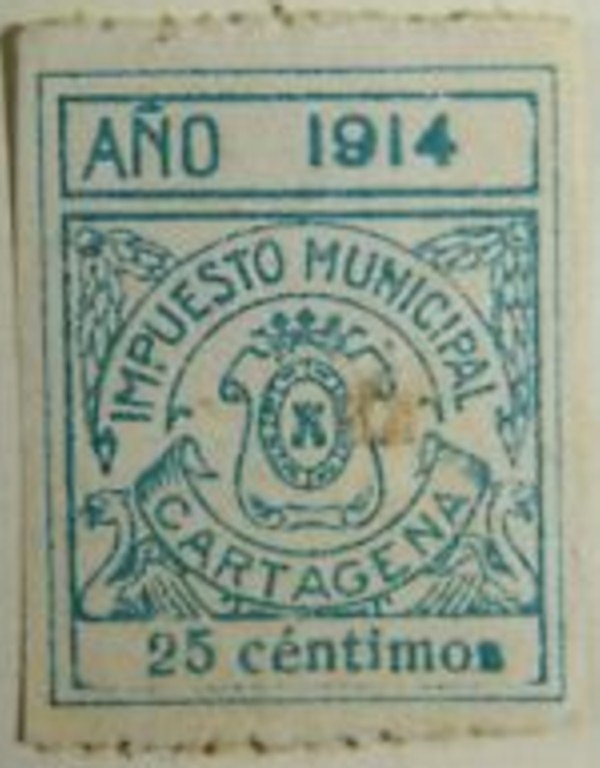 AÑO 1914
IMPUESTO MUNICIPAL
CARTAGENA
25 céntimos